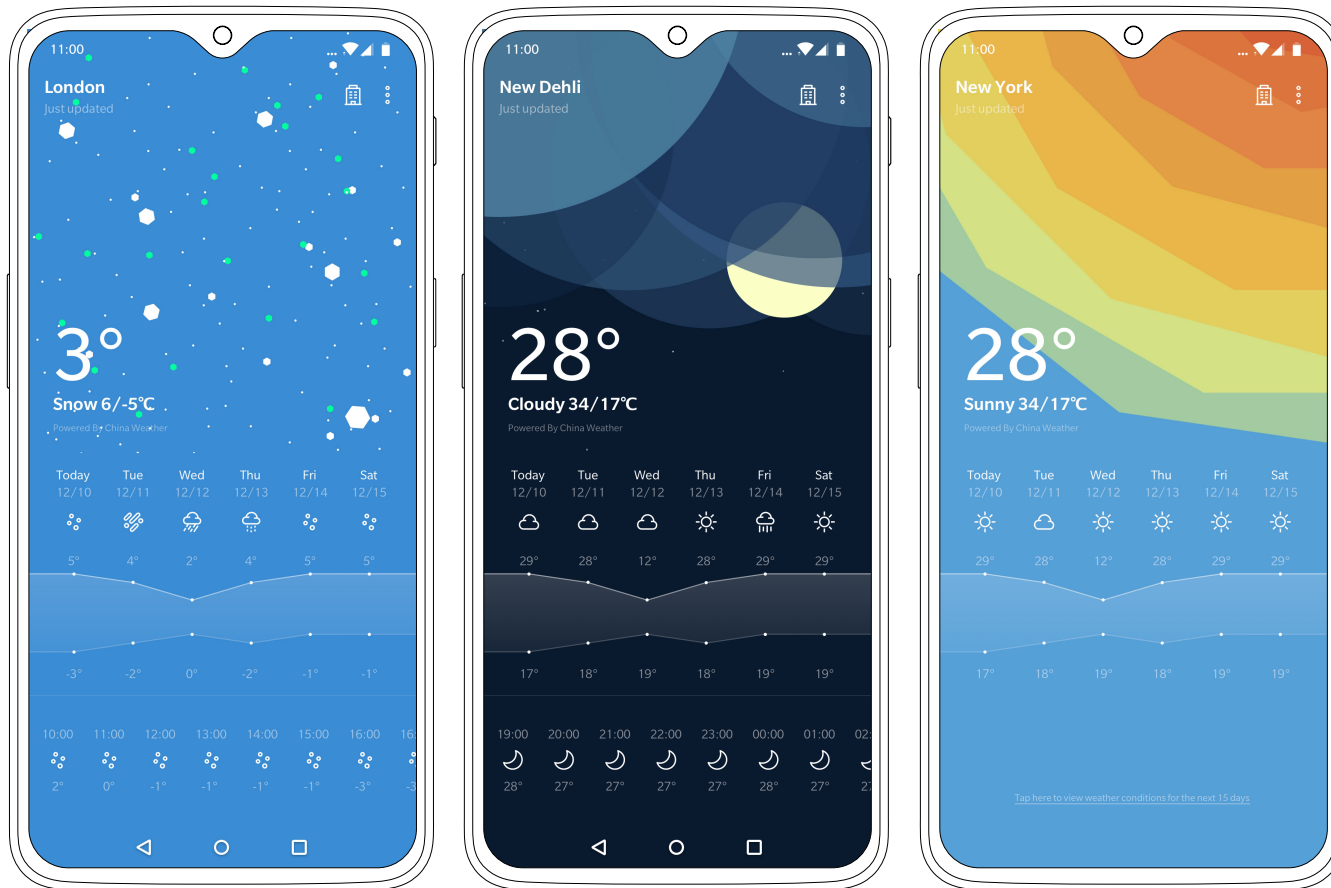 11:00
London
Just updated
3°
Snow 6/-5℃
Powered By China Weather
Today Tue Wed Thu Fri Sat
12/10 12/11 12/12 12/13 12/14 12/15
5° 4° 2° 4° 5° 5°
-3° -2° 0° -2° -1° -1°
10:00 11:00 12:00 13:00 14:00 15:00 16:00 16:
2° 0° -1° -1° -1° -1° -3° -3
11:00
New Dehli
Just updated
28°
Cloudy 34/17℃
Powered By China Weather
Today Tue Wed Thu Fri Sat
12/10 12/11 12/12 12/13 12/14 12/15
29° 28° 12° 28° 29° 29°
17° 18° 19° 18° 19° 19°
19:00 20:00 21:00 22:00 23:00 00:00 01:00 02:
28° 27° 27° 27° 27° 28° 27° 27
11:00
New York
Just updated
28°
Sunny 34/17℃
Powered By China Weather
Today Tue Wed Thu Fri Sat
12/10 12/11 12/12 12/13 12/14 12/15
29° 28° 12° 28° 29° 29°
17° 18° 19° 18° 19° 19°
Tap here to view weather conditions for the next 15 days